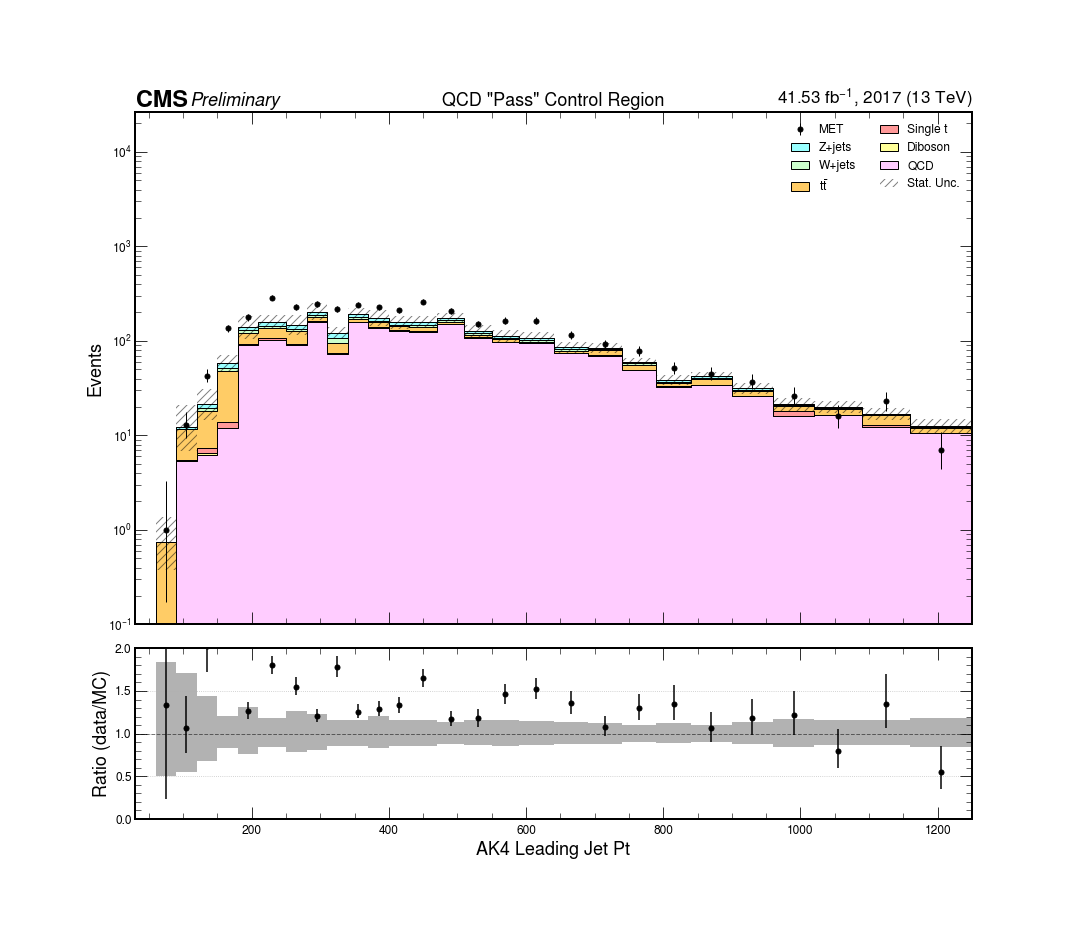 CMS Preliminary QCD "Pass" Control Region 41.53 fb⁻¹, 2017 (13 TeV)
MET
Z+jets
W+jets
tt̄
Single t
Diboson
QCD
Stat. Unc.
Events
10⁴
10³
10²
10¹
10⁰
10⁻¹
Ratio (data/MC)
2.0
1.5
1.0
0.5
0.0
200 400 600 800 1000 1200
AK4 Leading Jet Pt